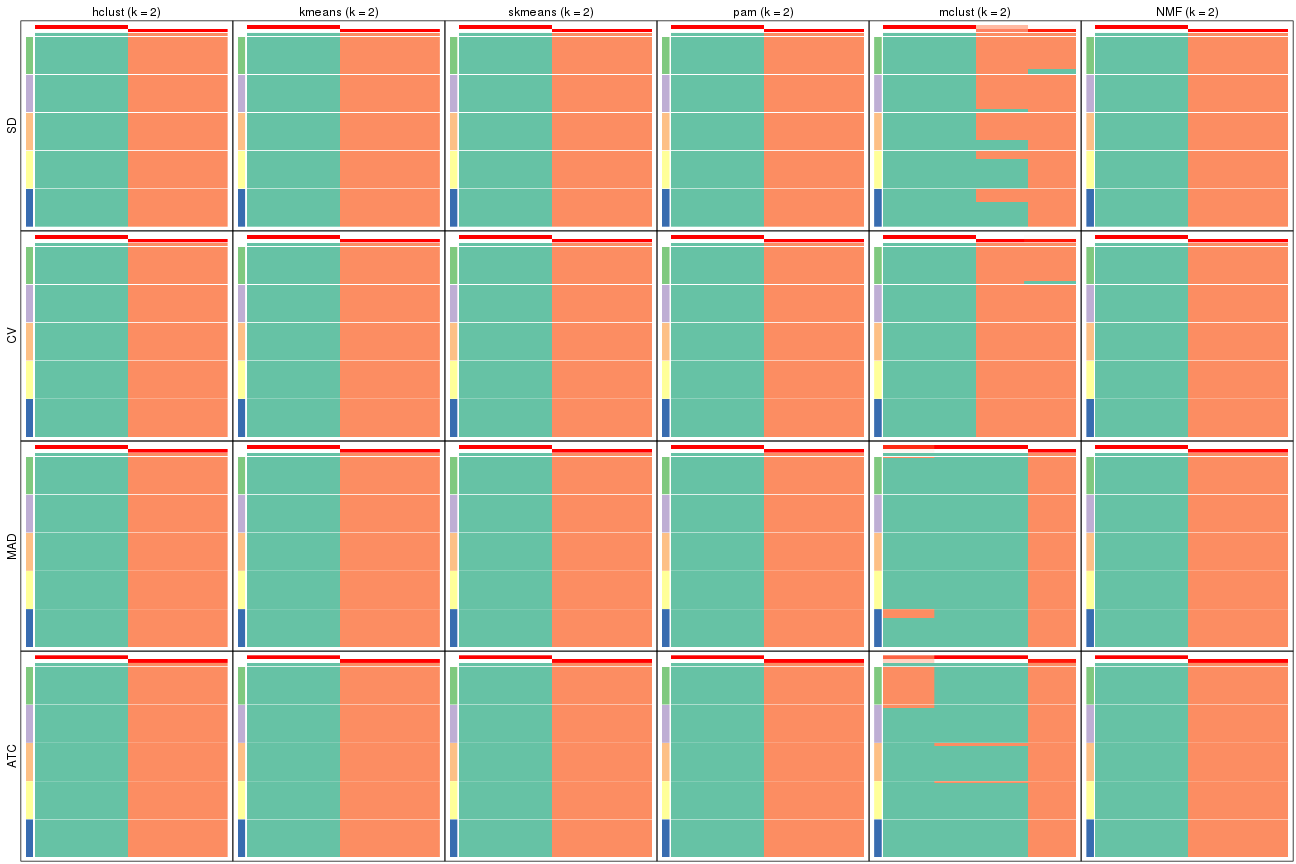 hclust (k = 2)
kmeans (k = 2)
skmeans (k = 2)
pam (k = 2)
mclust (k = 2)
NMF (k = 2)
SD
CV
MAD
ATC